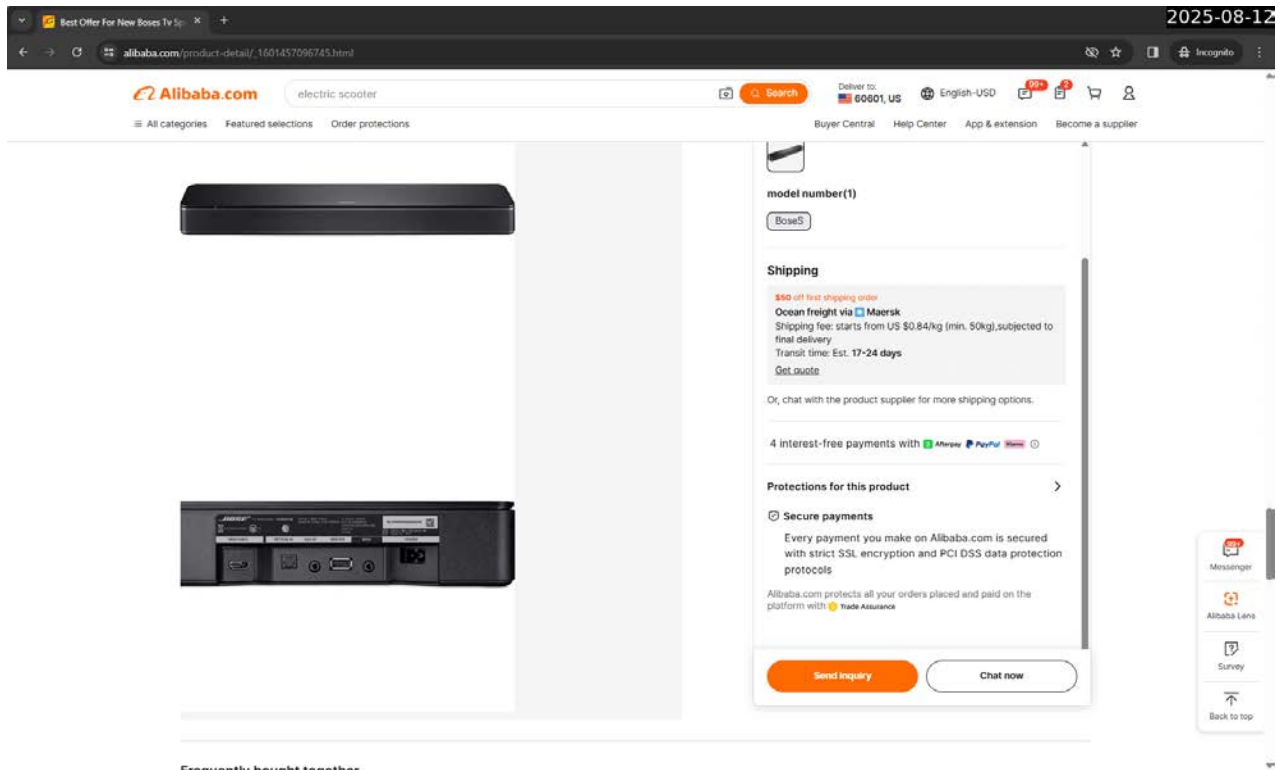 Best Offer For New Boses Tv Sp
2025-08-12
alibaba.com/product-detail/_1601457096745.html
Incognito
Alibaba.com
electric scooter
Search
Deliver to:
60601, US
English-USD
99+
2
All categories
Featured selections
Order protections
Buyer Central
Help Center
App & extension
Become a supplier
model number(1)
BoseS
Shipping
$50 off first shipping order
Ocean freight via Maersk
Shipping fee: starts from US $0.84/kg (min. 50kg),subjected to
final delivery
Transit time: Est. 17-24 days
Get quote
Or, chat with the product supplier for more shipping options.
4 interest-free payments with Afterpay PayPal Klarna
Protections for this product
Secure payments
Every payment you make on Alibaba.com is secured
with strict SSL encryption and PCI DSS data protection
protocols
Alibaba.com protects all your orders placed and paid on the
platform with Trade Assurance
Send inquiry
Chat now
BOSE
99+
Messenger
Alibaba Lens
Survey
Back to top
Frequently bought together